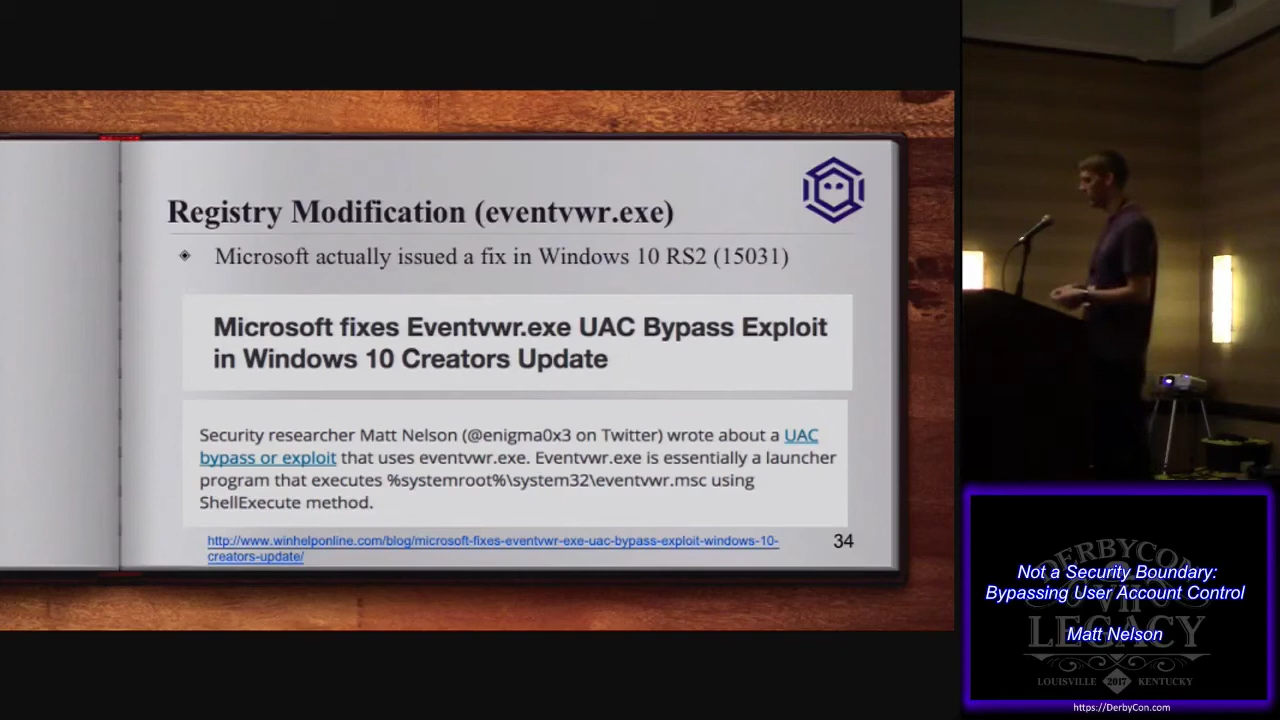 Registry Modification (eventvwr.exe)
Microsoft actually issued a fix in Windows 10 RS2 (15031)
Microsoft fixes Eventvwr.exe UAC Bypass Exploit
in Windows 10 Creators Update
Security researcher Matt Nelson (@enigma0x3 on Twitter) wrote about a UAC
bypass or exploit that uses eventvwr.exe. Eventvwr.exe is essentially a launcher
program that executes %systemroot%\system32\eventvwr.msc using
ShellExecute method.
http://www.winhelponline.com/blog/microsoft-fixes-eventvwr-exe-uac-bypass-exploit-windows-10-
creators-update/
34
DERBYCON
Not a Security Boundary:
Bypassing User Account Control
VII
LEGACY
Matt Nelson
LOUISVILLE 2017 KENTUCKY
https://DerbyCon.com